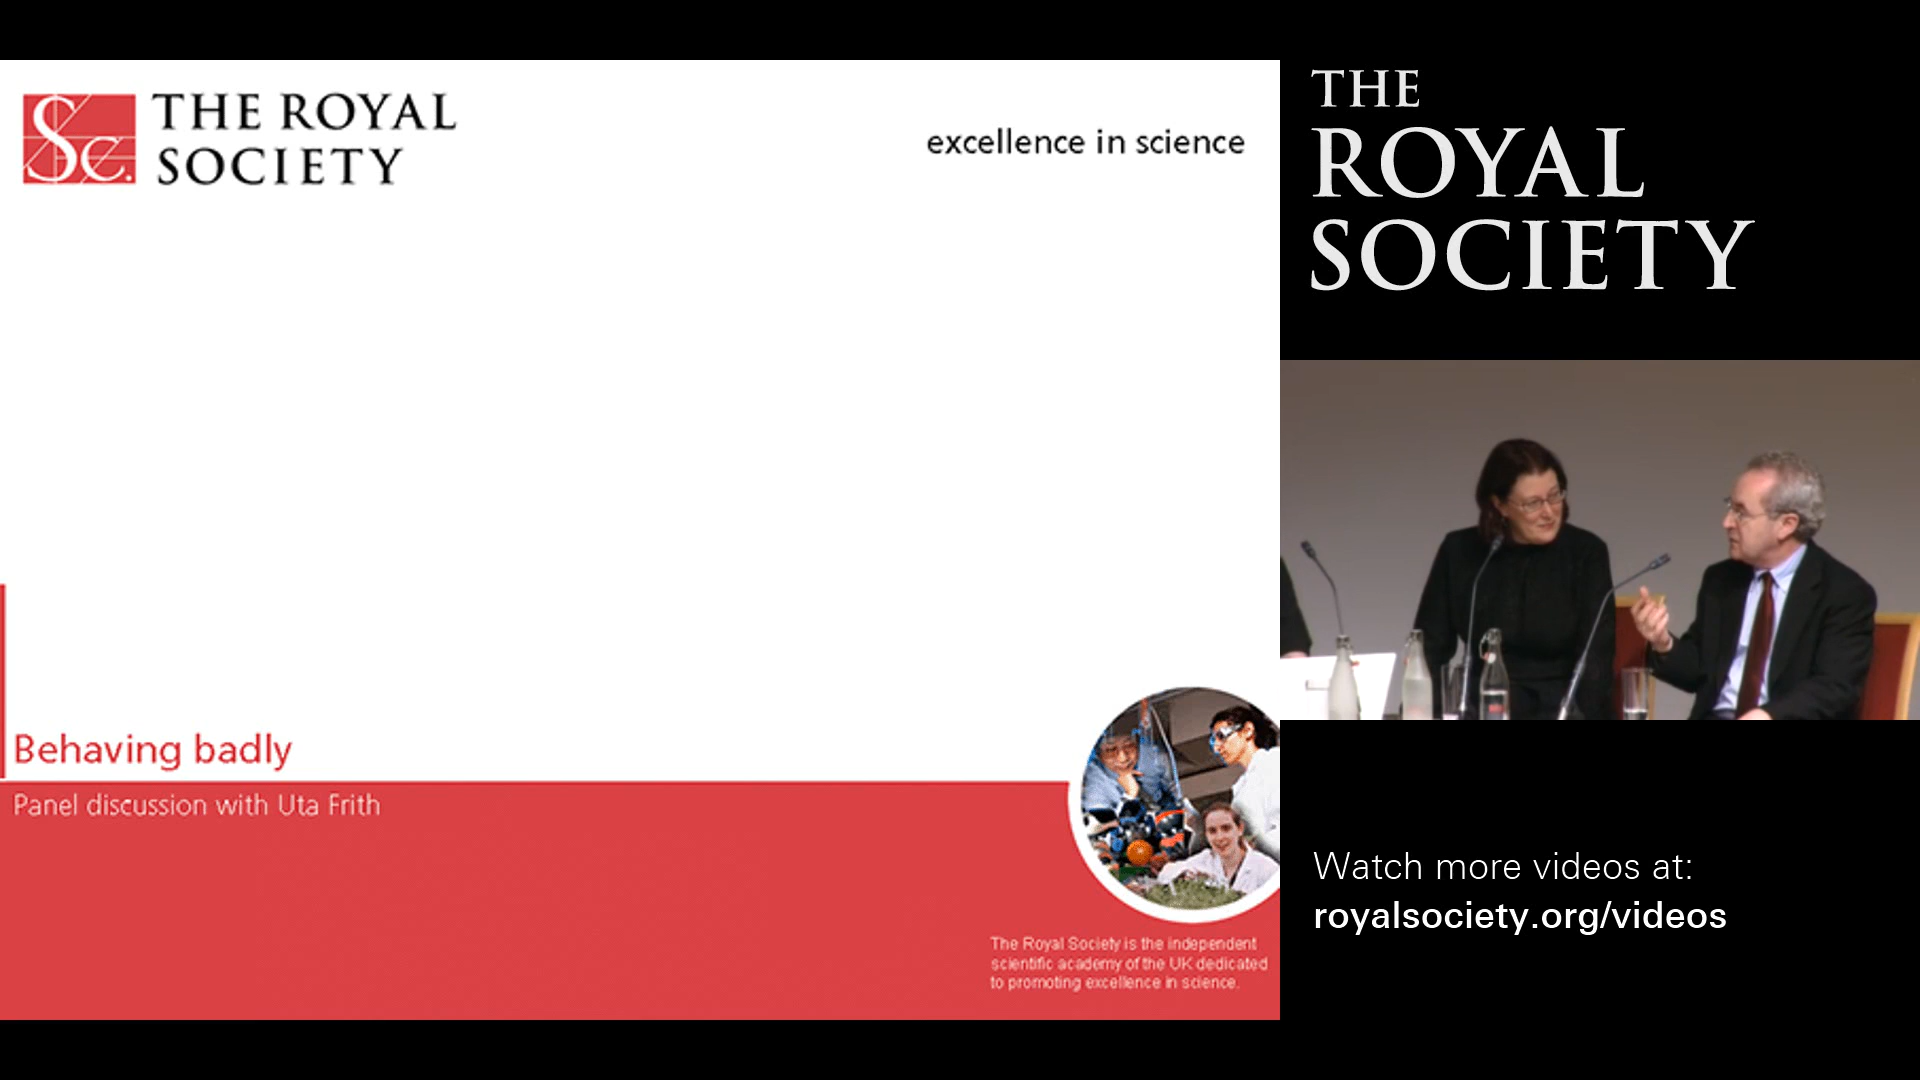 Sc.
THE ROYAL
SOCIETY
excellence in science
Behaving badly
Panel discussion with Uta Frith
The Royal Society is the independent
scientific academy of the UK dedicated
to promoting excellence in science.
THE
ROYAL
SOCIETY
Watch more videos at:
royalsociety.org/videos